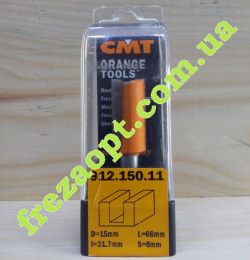 CMT
ORANGE
TOOLS
frezaopt.com.ua
912.150.11
D=15mm L=66mm
I=31.7mm S=8mm